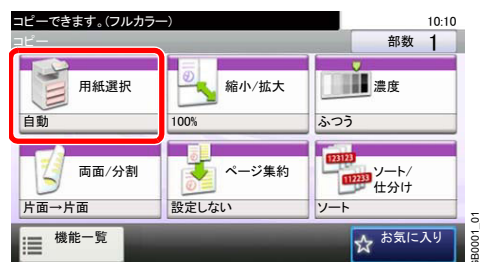 コピーできます。(フルカラー)
10:10
コピー
部数 1
用紙選択
自動
縮小/拡大
100%
濃度
ふつう
両面/分割
片面→片面
ページ集約
設定しない
123123
112233
ソート/
仕分け
ソート
機能一覧
お気に入り